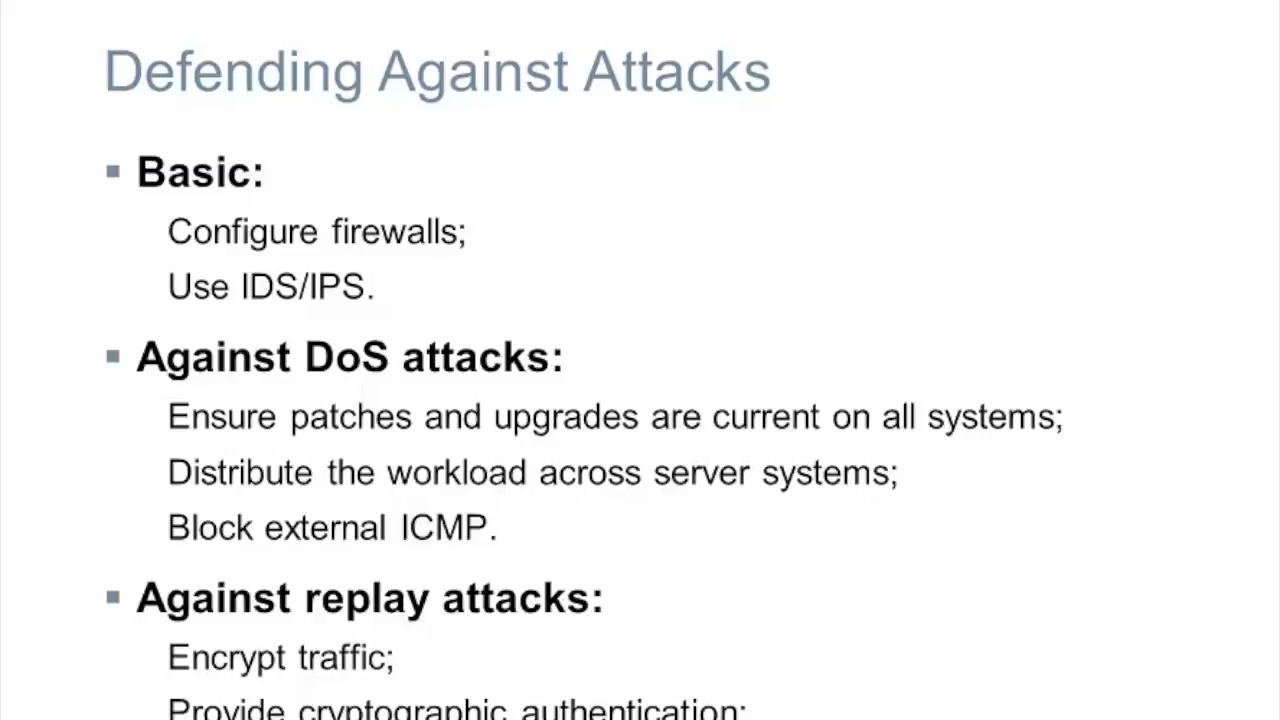 Defending Against Attacks
Basic:
Configure firewalls;
Use IDS/IPS.
Against DoS attacks:
Ensure patches and upgrades are current on all systems;
Distribute the workload across server systems;
Block external ICMP.
Against replay attacks:
Encrypt traffic;
Provide cryptographic authentication;